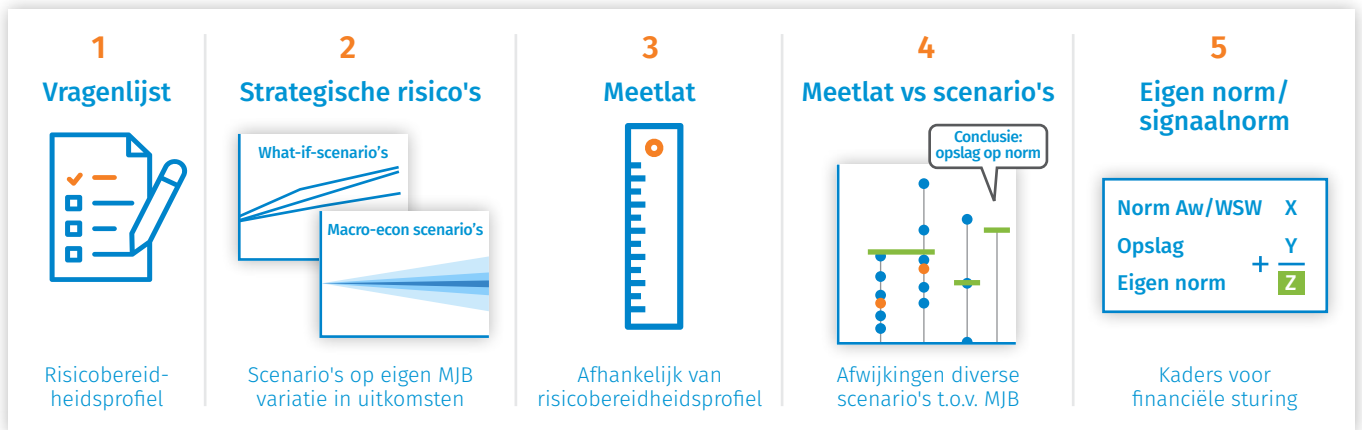 1
Vragenlijst
Risicobereid-
heidsprofiel
2
Strategische risico's
What-if-scenario’s
Macro-econ scenario’s
Scenario's op eigen MJB
variatie in uitkomsten
3
Meetlat
Afhankelijk van
risicobereidheidsprofiel
4
Meetlat vs scenario's
Conclusie:
opslag op norm
Afwijkingen diverse
scenario's t.o.v. MJB
5
Eigen norm/
signaalnorm
Norm Aw/WSW X
Opslag Y
+
Eigen norm Z
Kaders voor
financiële sturing